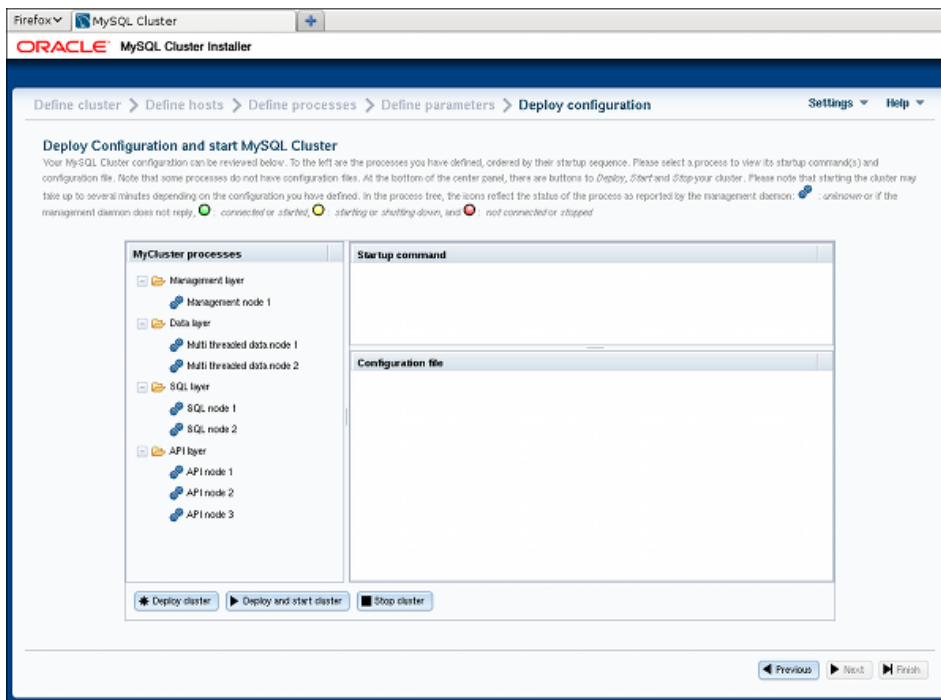 Firefox
MySQL Cluster
ORACLE MySQL Cluster Installer
Define cluster Define hosts Define processes Define parameters Deploy configuration Settings Help
Deploy Configuration and start MySQL Cluster
Your MySQL Cluster configuration can be reviewed below. To the left are the processes you have defined, ordered by their startup sequence. Please select a process to view its startup command(s) and
configuration file. Note that some processes do not have configuration files. At the bottom of the center panel, there are buttons to Deploy, Start and Stop your cluster. Please note that starting the cluster may
take up to several minutes depending on the configuration you have defined. In the process tree, the icons reflect the status of the process as reported by the management daemon: : unknown or if the
management daemon does not reply, : connected or started, : starting or shutting down, and : not connected or stopped
MyCluster processes
Startup command
Management layer
Management node 1
Data layer
Multi threaded data node 1
Multi threaded data node 2
Configuration file
SQL layer
SQL node 1
SQL node 2
API layer
API node 1
API node 2
API node 3
Deploy cluster Deploy and start cluster Stop cluster
Previous Next Finish